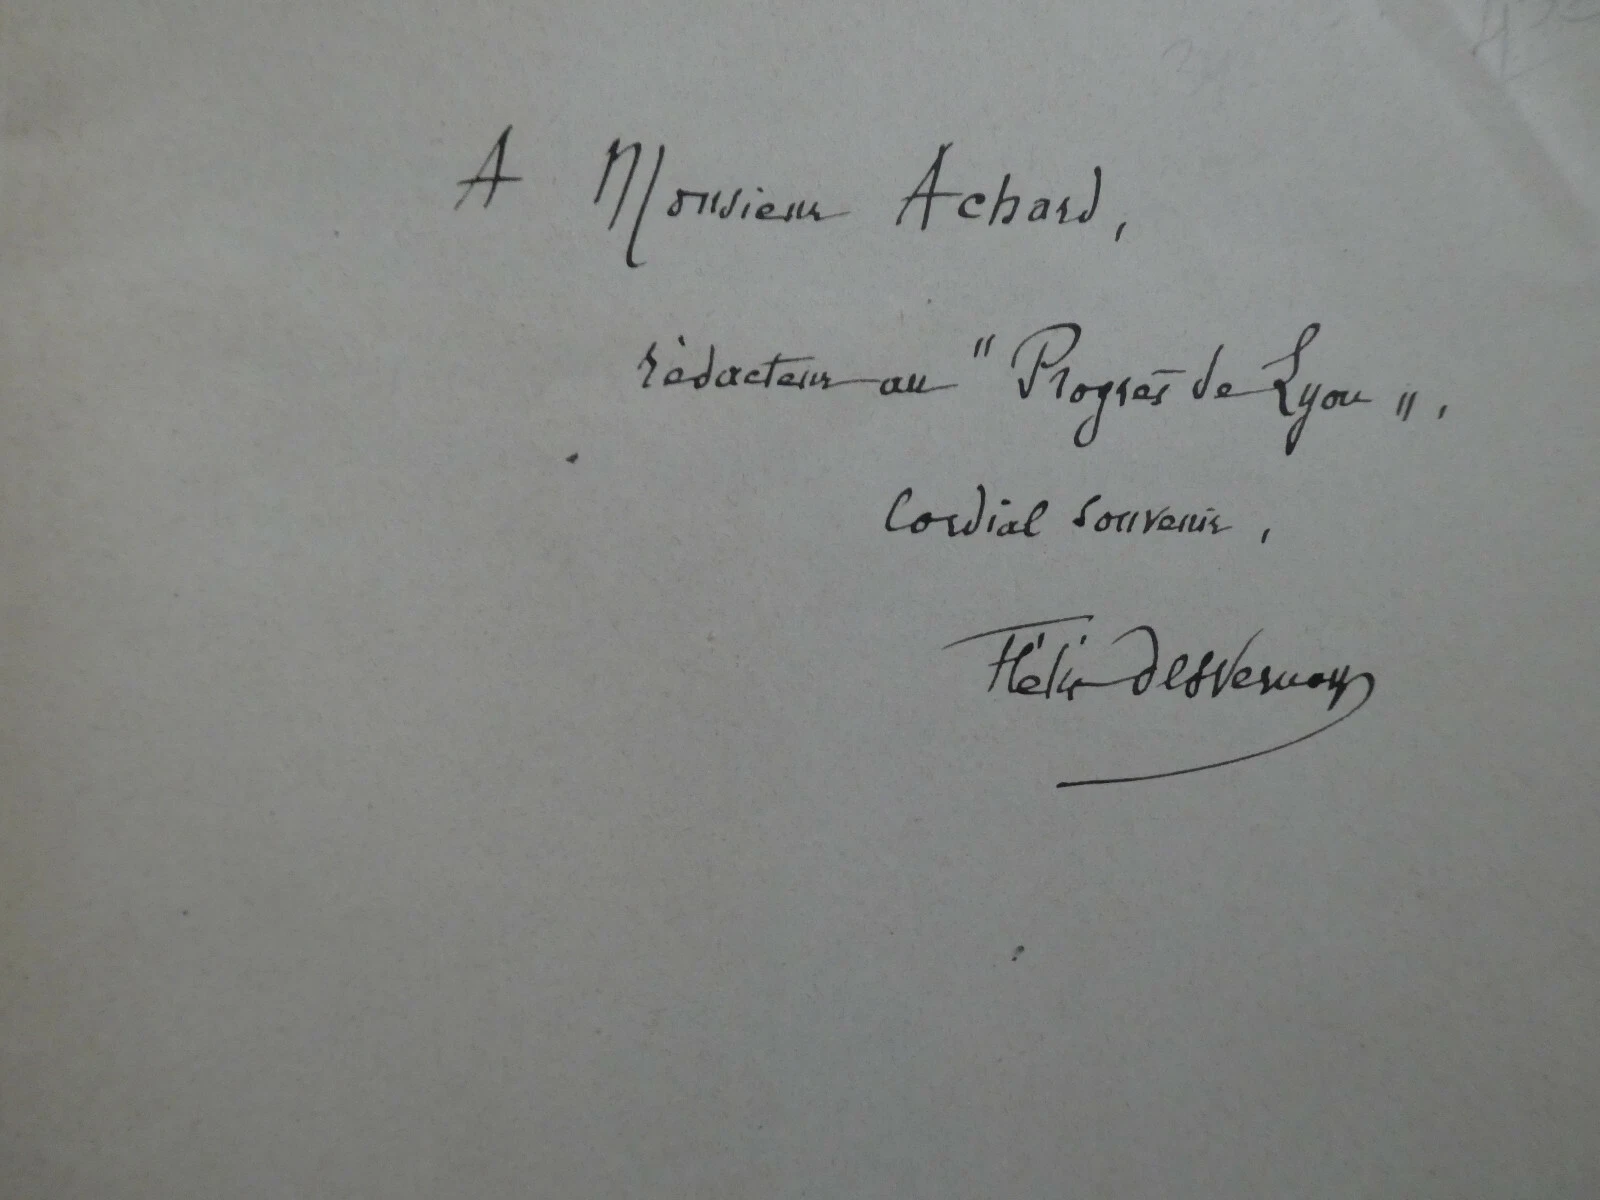 A Monsieur Achard,
rédacteur au "Progrès de Lyon",
Cordial souvenir,
Félix Desvernay